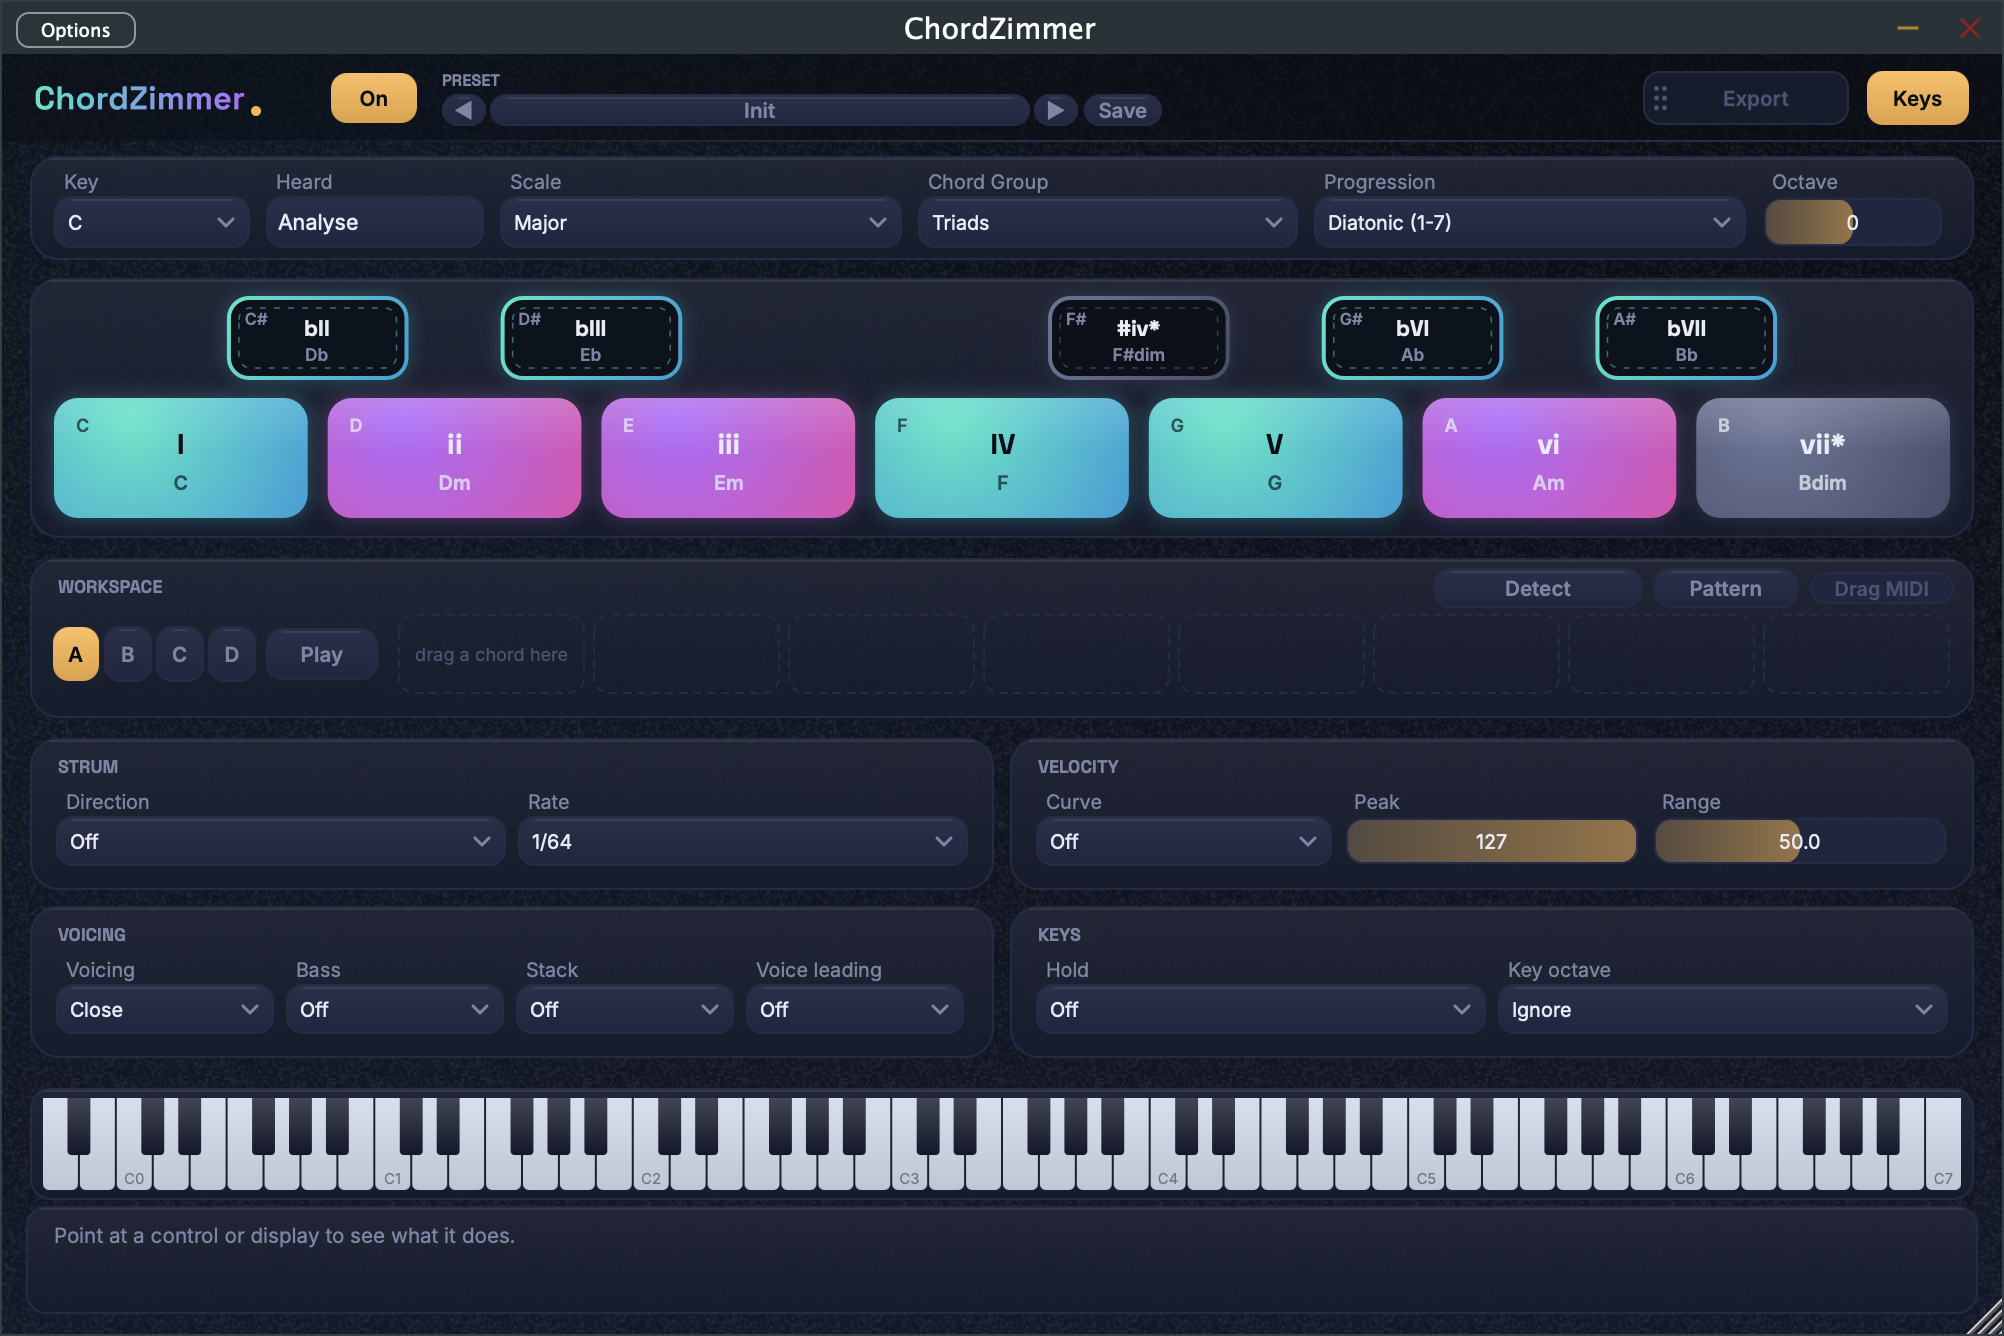 Options
ChordZimmer
ChordZimmer.
On
PRESET
Init
Save
Export
Keys
Key
Heard
Scale
Chord Group
Progression
Octave
C
Analyse
Major
Triads
Diatonic (1-7)
0
C#
bII
Db
D#
bIII
Eb
F#
#iv*
F#dim
G#
bVI
Ab
A#
bVII
Bb
C
I
C
D
ii
Dm
E
iii
Em
F
IV
F
G
V
G
A
vi
Am
B
vii*
Bdim
WORKSPACE
Detect
Pattern
Drag MIDI
A
B
C
D
Play
drag a chord here
STRUM
Direction
Rate
Off
1/64
VELOCITY
Curve
Peak
Range
Off
127
50.0
VOICING
Voicing
Bass
Stack
Voice leading
Close
Off
Off
Off
KEYS
Hold
Key octave
Off
Ignore
C0
C1
C2
C3
C4
C5
C6
C7
Point at a control or display to see what it does.